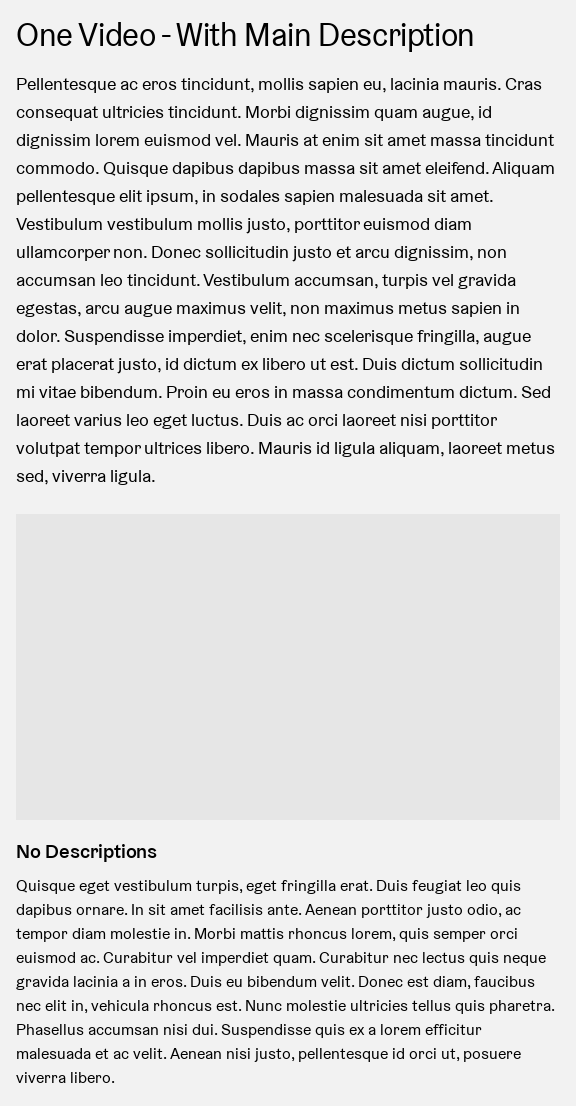 One Video - With Main Description
Pellentesque ac eros tincidunt, mollis sapien eu, lacinia mauris. Cras
consequat ultricies tincidunt. Morbi dignissim quam augue, id
dignissim lorem euismod vel. Mauris at enim sit amet massa tincidunt
commodo. Quisque dapibus dapibus massa sit amet eleifend. Aliquam
pellentesque elit ipsum, in sodales sapien malesuada sit amet.
Vestibulum vestibulum mollis justo, porttitor euismod diam
ullamcorper non. Donec sollicitudin justo et arcu dignissim, non
accumsan leo tincidunt. Vestibulum accumsan, turpis vel gravida
egestas, arcu augue maximus velit, non maximus metus sapien in
dolor. Suspendisse imperdiet, enim nec scelerisque fringilla, augue
erat placerat justo, id dictum ex libero ut est. Duis dictum sollicitudin
mi vitae bibendum. Proin eu eros in massa condimentum dictum. Sed
laoreet varius leo eget luctus. Duis ac orci laoreet nisi porttitor
volutpat tempor ultrices libero. Mauris id ligula aliquam, laoreet metus
sed, viverra ligula.
No Descriptions
Quisque eget vestibulum turpis, eget fringilla erat. Duis feugiat leo quis
dapibus ornare. In sit amet facilisis ante. Aenean porttitor justo odio, ac
tempor diam molestie in. Morbi mattis rhoncus lorem, quis semper orci
euismod ac. Curabitur vel imperdiet quam. Curabitur nec lectus quis neque
gravida lacinia a in eros. Duis eu bibendum velit. Donec est diam, faucibus
nec elit in, vehicula rhoncus est. Nunc molestie ultricies tellus quis pharetra.
Phasellus accumsan nisi dui. Suspendisse quis ex a lorem efficitur
malesuada et ac velit. Aenean nisi justo, pellentesque id orci ut, posuere
viverra libero.